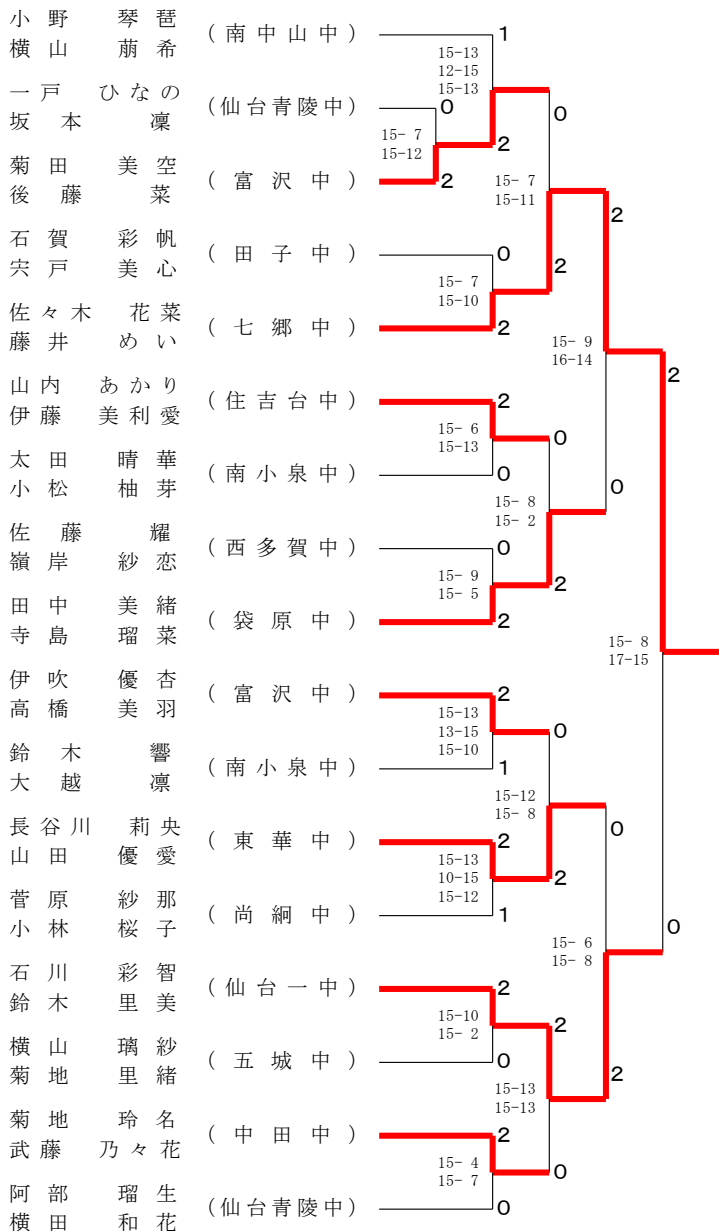 小野 琴琶
横山 萠希
(南中山中)
1
15-13
12-15
15-13
一戸 ひなの
坂本 凜
(仙台青陵中)
0
0
15- 7
15-12
2
菊田 美空
後藤 菜
(富沢中)
2
15- 7
15-11
2
石賀 彩帆
宍戸 美心
(田子中)
0
2
15- 7
15-10
佐々木 花菜
藤井 めい
(七郷中)
2
15- 9
16-14
2
山内 あかり
伊藤 美利愛
(住吉台中)
2
15- 6
15-13
0
太田 晴華
小松 柚芽
(南小泉中)
0
0
15- 8
15- 2
佐藤 耀
嶺岸 紗恋
(西多賀中)
0
15- 9
15- 5
2
田中 美緒
寺島 瑠菜
(袋原中)
2
15- 8
17-15
伊吹 優杏
高橋 美羽
(富沢中)
2
15-13
13-15
15-10
0
鈴木 響
大越 凛
(南小泉中)
1
15-12
15- 8
0
長谷川 莉央
山田 優愛
(東華中)
2
15-13
10-15
15-12
2
菅原 紗那
小林 桜子
(尚絅中)
1
0
15- 6
15- 8
石川 彩智
鈴木 里美
(仙台一中)
2
15-10
15- 2
2
横山 璃紗
菊地 里緒
(五城中)
0
2
15-13
15-13
菊地 玲名
武藤 乃々花
(中田中)
2
15- 4
15- 7
0
阿部 瑠生
横田 和花
(仙台青陵中)
0